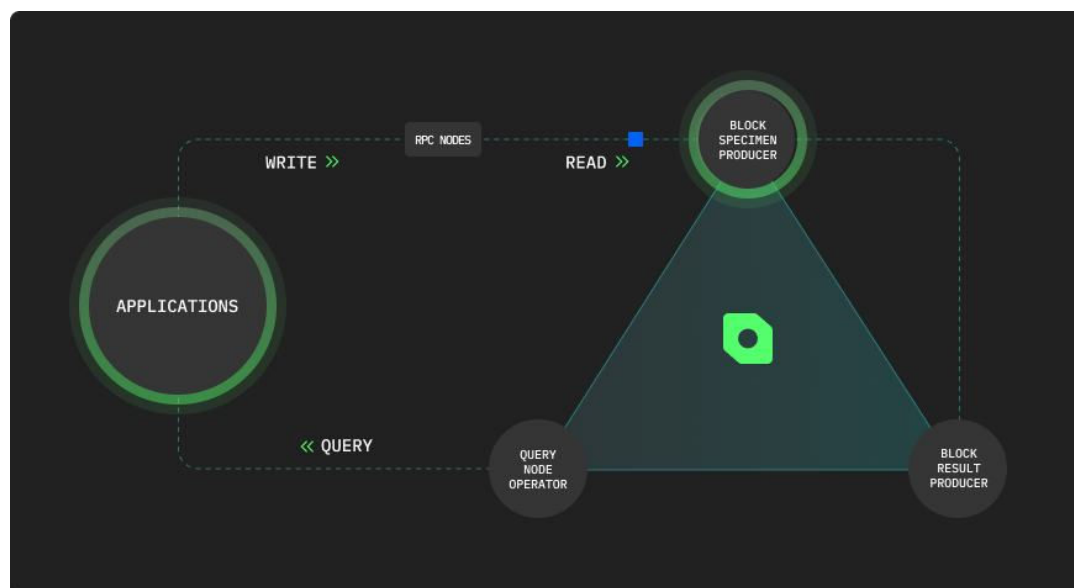 BLOCK
SPECIMEN
PRODUCER
RPC NODES
WRITE »
READ »
APPLICATIONS
« QUERY
QUERY
NODE
OPERATOR
BLOCK
RESULT
PRODUCER